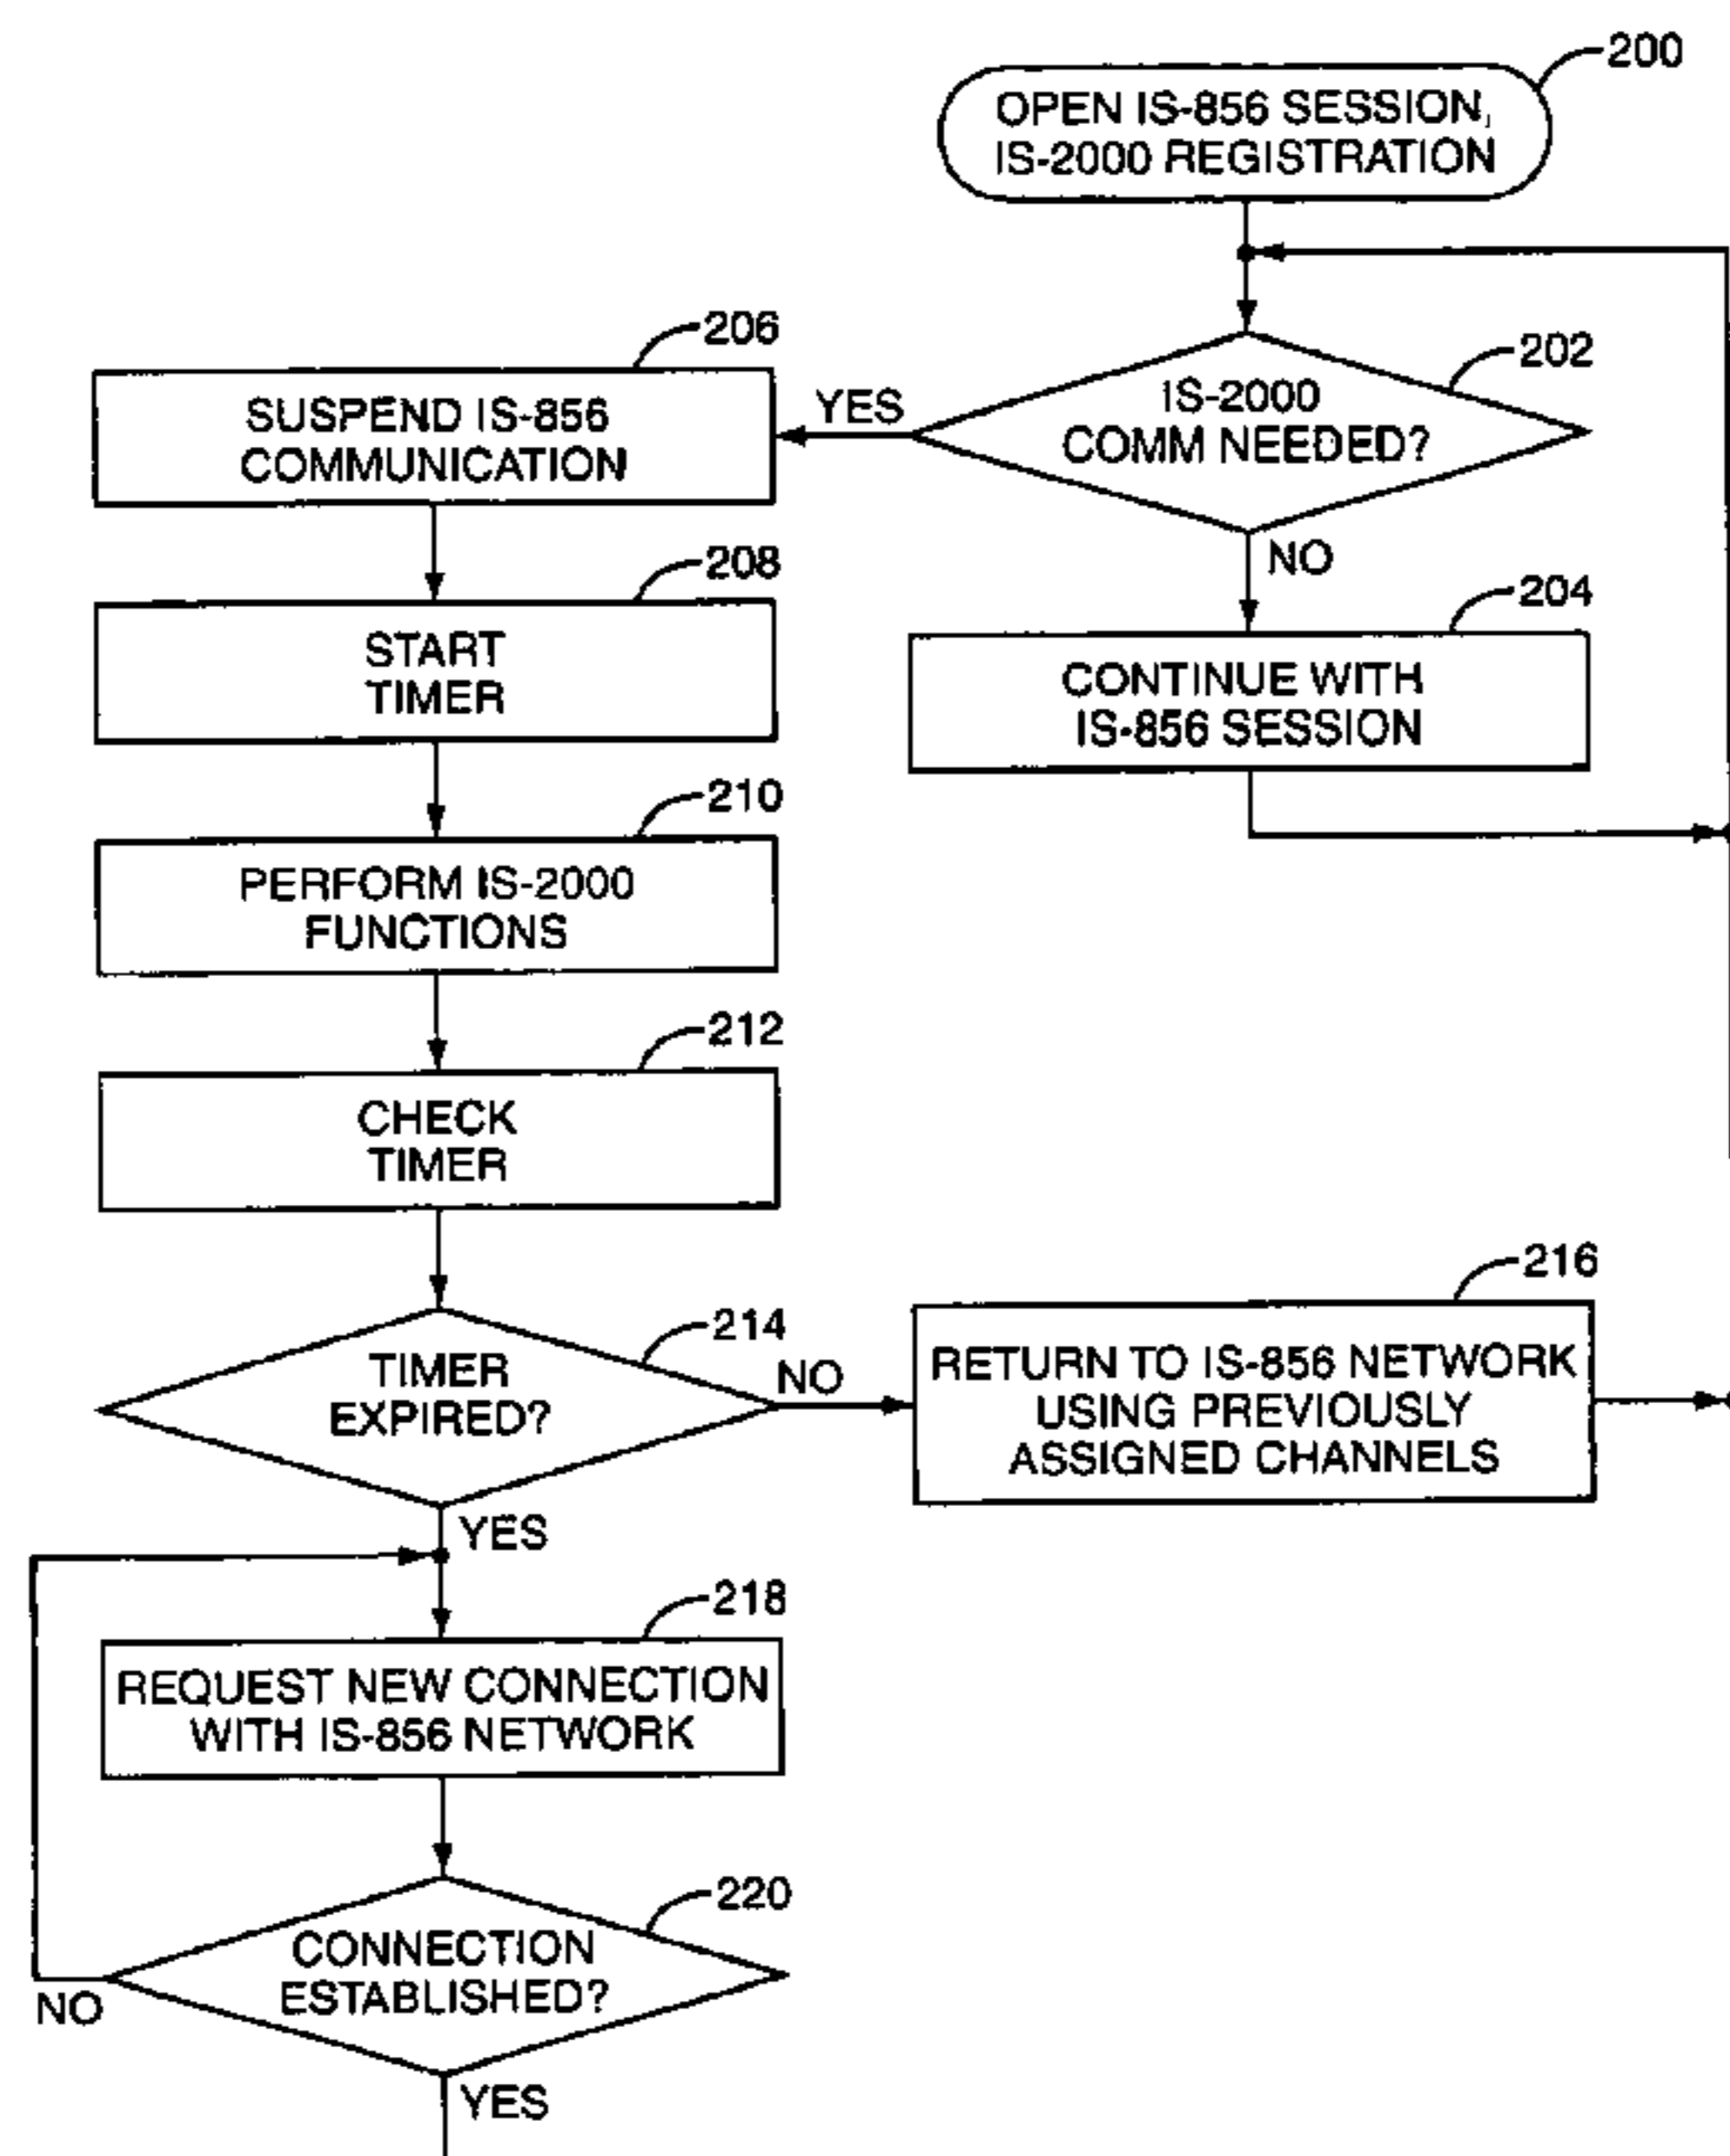 200
OPEN IS-856 SESSION,
IS-2000 REGISTRATION
202
IS-2000
COMM NEEDED?
YES
NO
204
CONTINUE WITH
IS-856 SESSION
206
SUSPEND IS-856
COMMUNICATION
208
START
TIMER
210
PERFORM IS-2000
FUNCTIONS
212
CHECK
TIMER
214
TIMER
EXPIRED?
NO
216
RETURN TO IS-856 NETWORK
USING PREVIOUSLY
ASSIGNED CHANNELS
YES
218
REQUEST NEW CONNECTION
WITH IS-856 NETWORK
220
CONNECTION
ESTABLISHED?
NO
YES